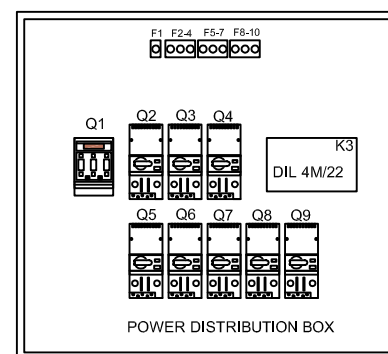 F1 F2-4 F5-7 F8-10
Q1 Q2 Q3 Q4
K3
DIL 4M/22
Q5 Q6 Q7 Q8 Q9
POWER DISTRIBUTION BOX